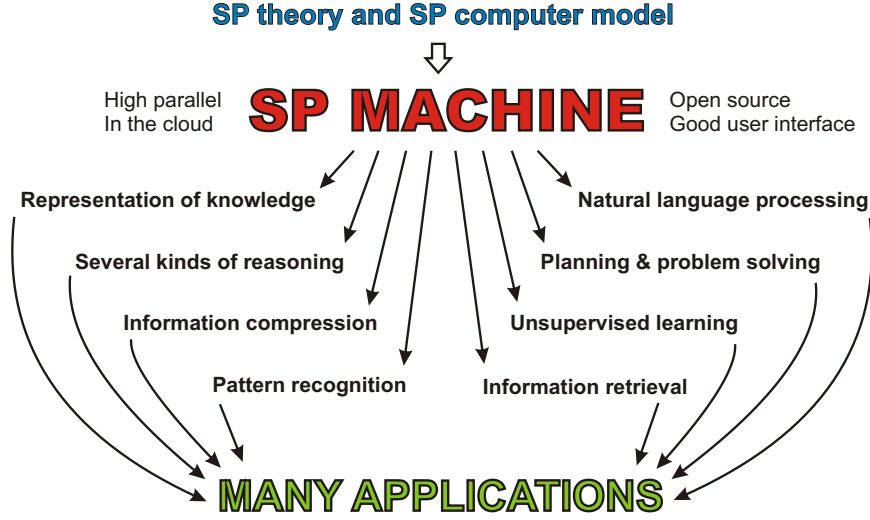 SP theory and SP computer model
High parallel
In the cloud
SP MACHINE
Open source
Good user interface
Representation of knowledge
Natural language processing
Several kinds of reasoning
Planning & problem solving
Information compression
Unsupervised learning
Pattern recognition
Information retrieval
MANY APPLICATIONS